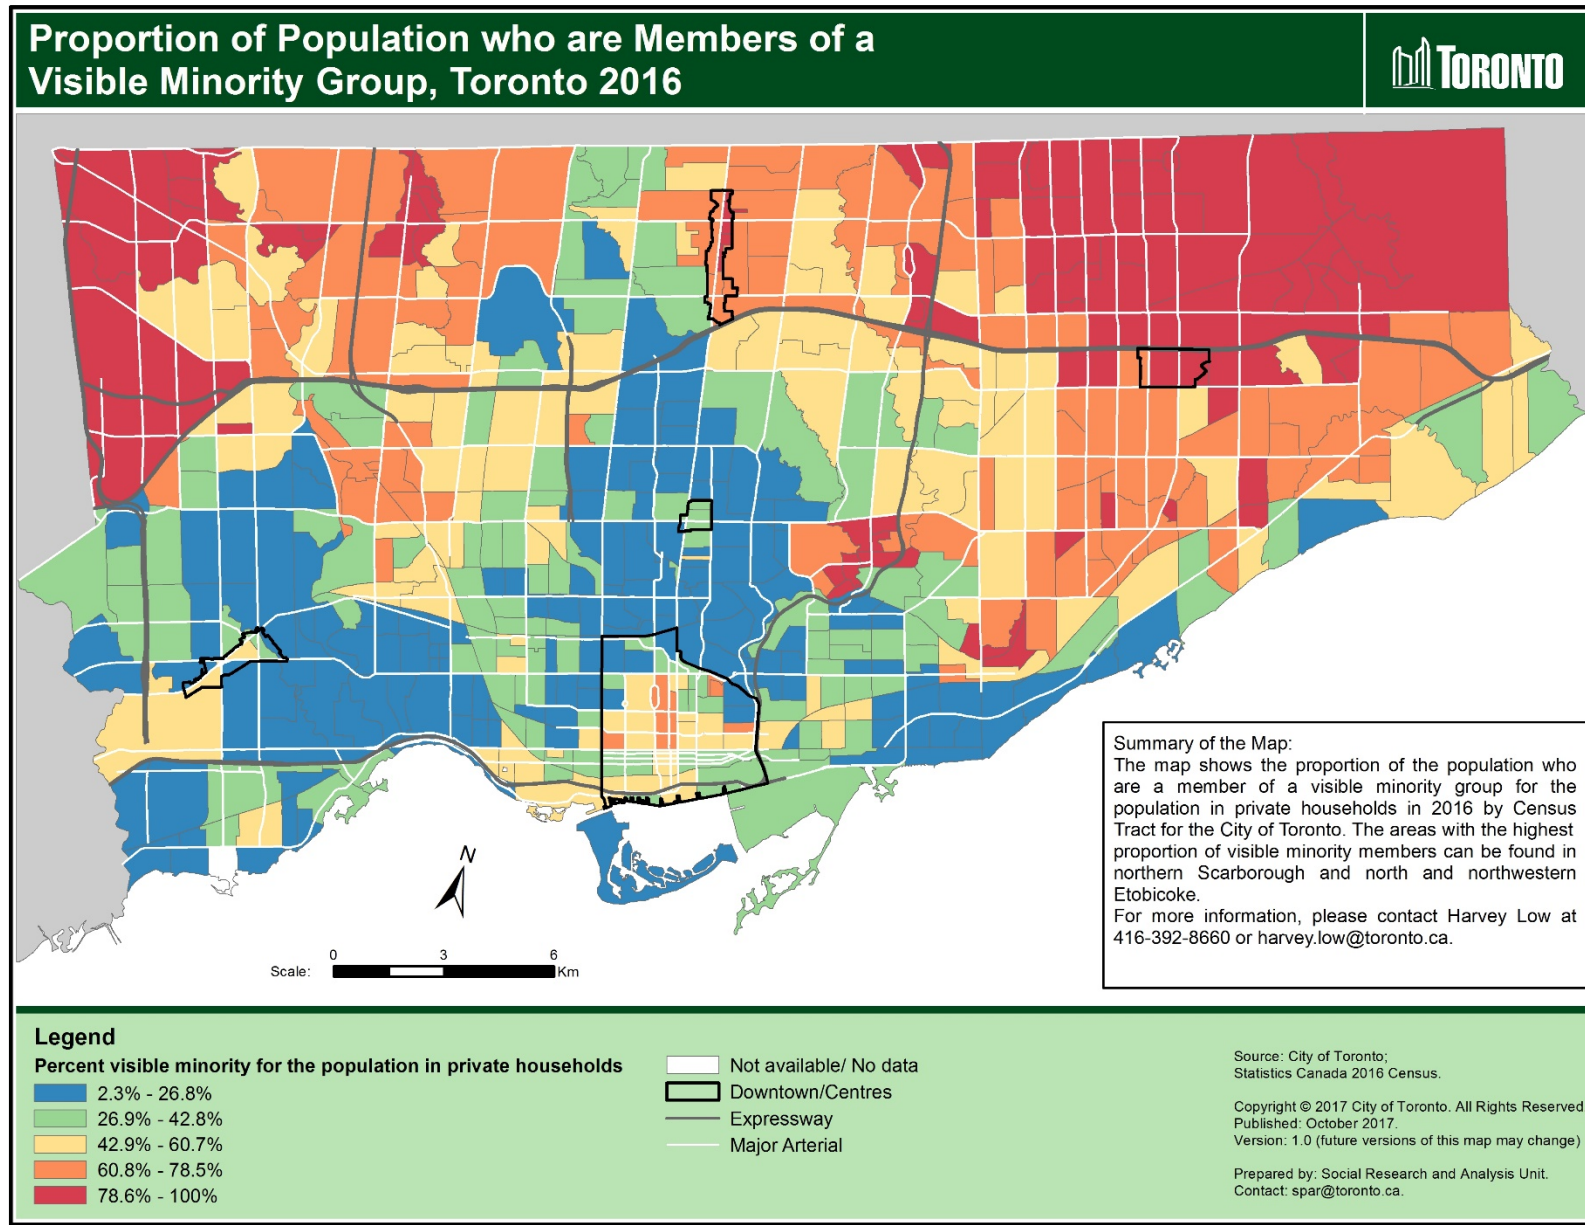 Proportion of Population who are Members of a
Visible Minority Group, Toronto 2016
TORONTO
Summary of the Map:
The map shows the proportion of the population who
are a member of a visible minority group for the
population in private households in 2016 by Census
Tract for the City of Toronto. The areas with the highest
proportion of visible minority members can be found in
northern Scarborough and north and northwestern
Etobicoke.
For more information, please contact Harvey Low at
416-392-8660 or harvey.low@toronto.ca.
N
0 3 6
Scale: Km
Legend
Percent visible minority for the population in private households
2.3% - 26.8%
26.9% - 42.8%
42.9% - 60.7%
60.8% - 78.5%
78.6% - 100%
Not available/ No data
Downtown/Centres
Expressway
Major Arterial
Source: City of Toronto;
Statistics Canada 2016 Census.
Copyright © 2017 City of Toronto. All Rights Reserved
Published: October 2017.
Version: 1.0 (future versions of this map may change)
Prepared by: Social Research and Analysis Unit.
Contact: spar@toronto.ca.